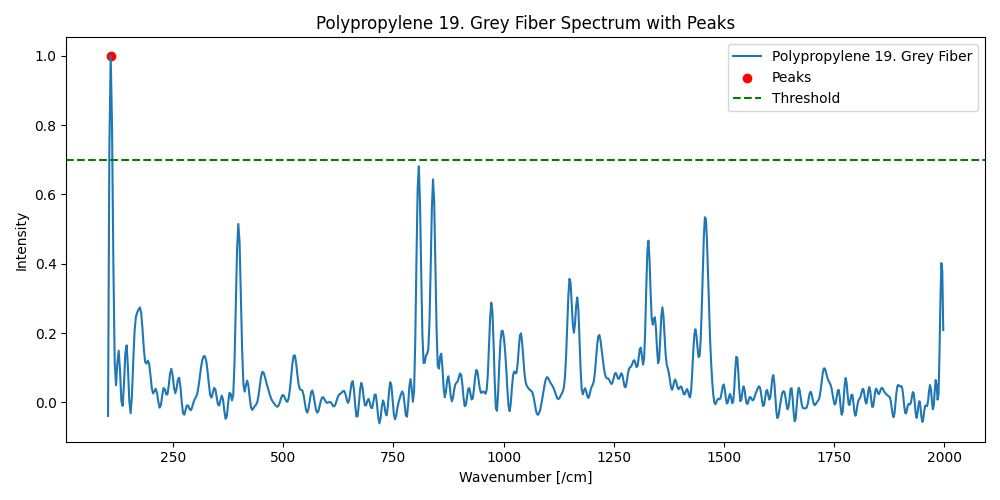 Polypropylene 19. Grey Fiber Spectrum with Peaks
Polypropylene 19. Grey Fiber
Peaks
Threshold
Intensity
1.0
0.8
0.6
0.4
0.2
0.0
250
500
750
1000
1250
1500
1750
2000
Wavenumber [/cm]